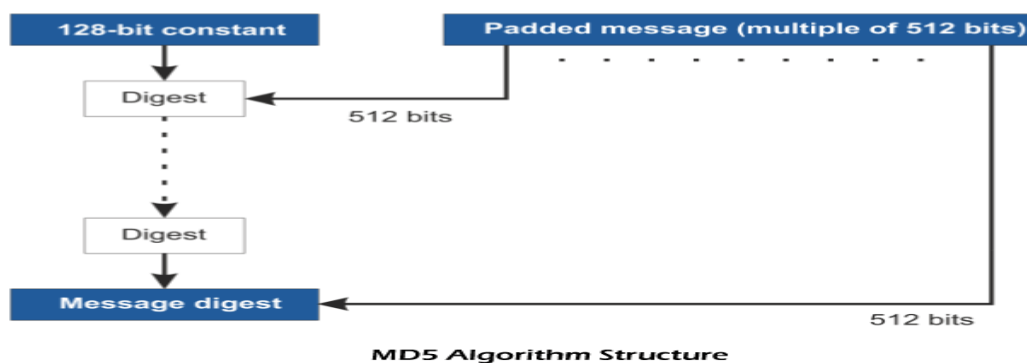 128-bit constant
Padded message (multiple of 512 bits)
Digest
512 bits
Digest
Message digest
512 bits
MD5 Algorithm Structure